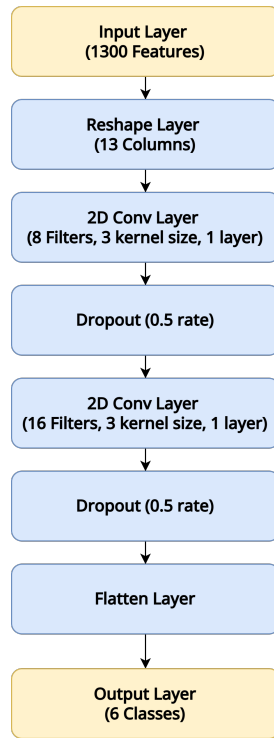 Input Layer
(1300 Features)
Reshape Layer
(13 Columns)
2D Conv Layer
(8 Filters, 3 kernel size, 1 layer)
Dropout (0.5 rate)
2D Conv Layer
(16 Filters, 3 kernel size, 1 layer)
Dropout (0.5 rate)
Flatten Layer
Output Layer
(6 Classes)